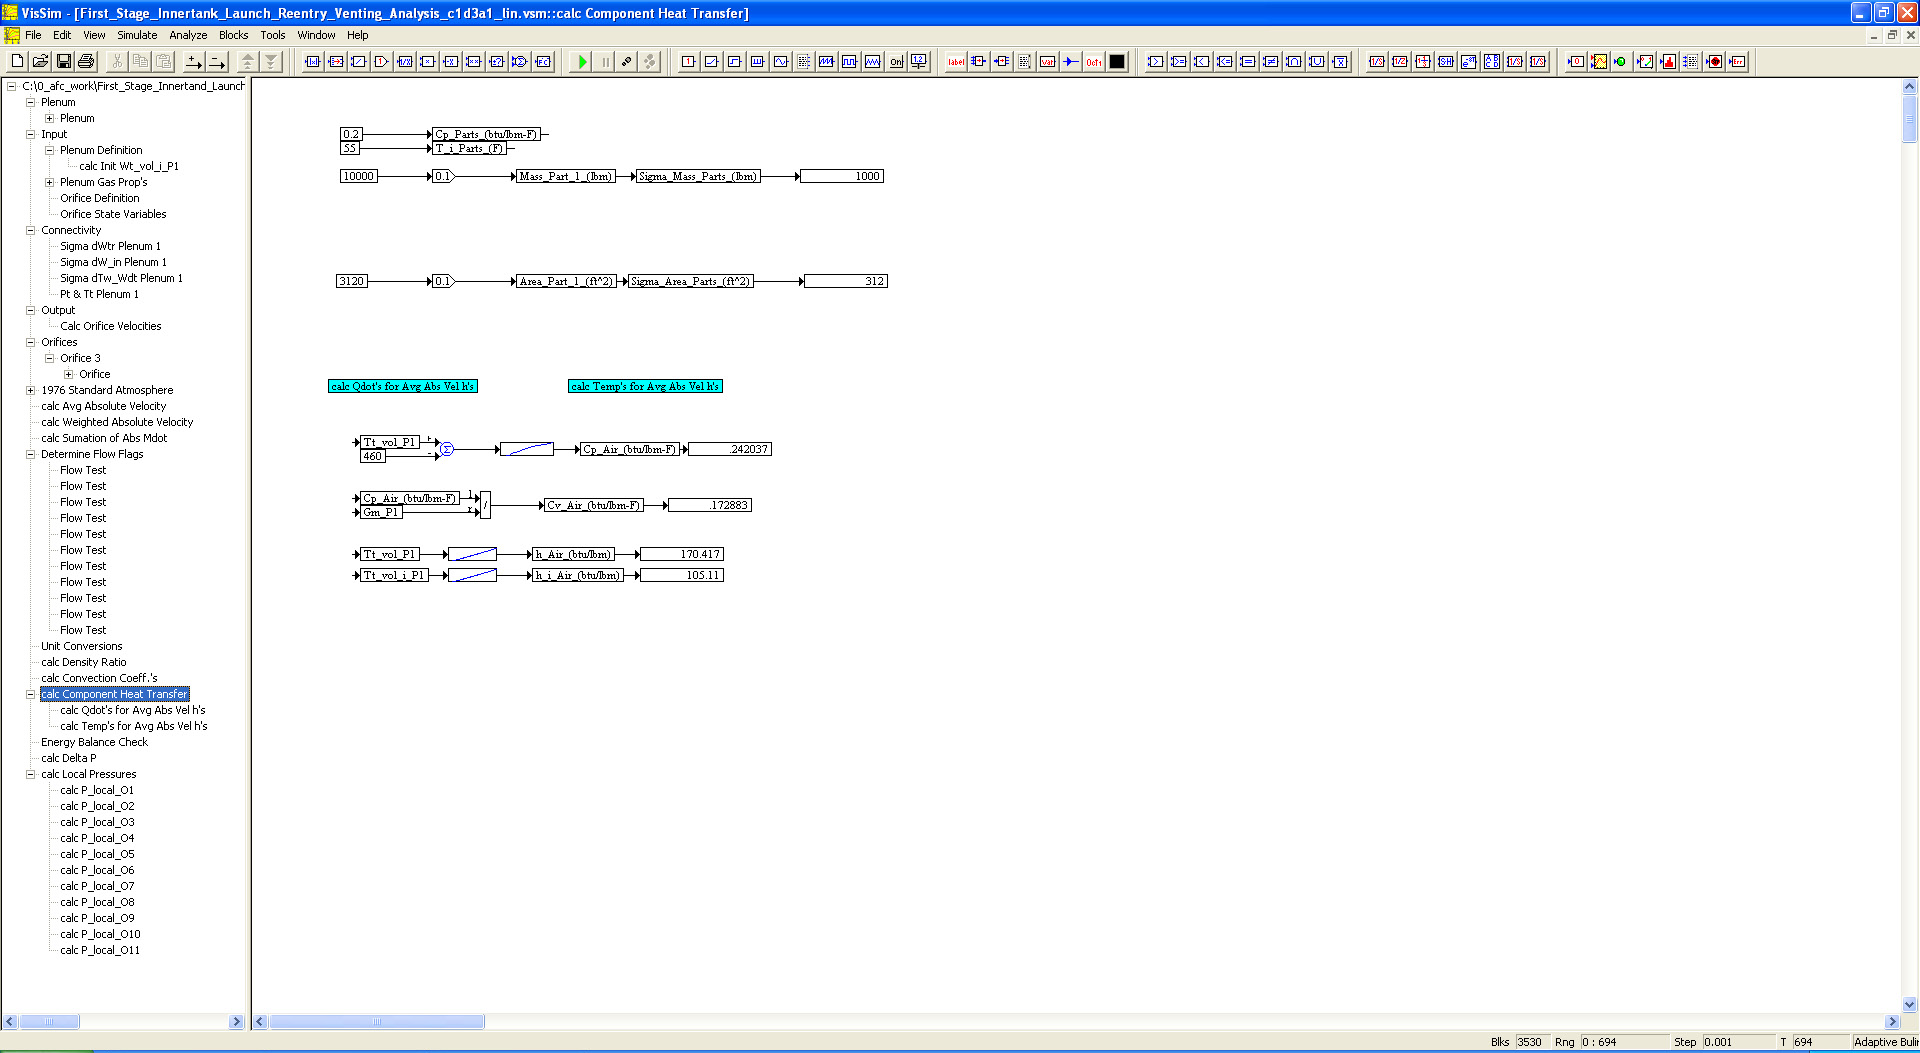 VisSim - [First_Stage_Innertank_Launch_Reentry_Venting_Analysis_c1d3a1_lin.vsm::calc Component Heat Transfer]
File Edit View Simulate Analyze Blocks Tools Window Help
C:\0_afc_work\First_Stage_Innertand_Launch
Plenum
Plenum
Input
Plenum Definition
calc Init Wt_vol_i_P1
Plenum Gas Prop's
Orifice Definition
Orifice State Variables
Connectivity
Sigma dWtr Plenum 1
Sigma dW_in Plenum 1
Sigma dTw_Wdt Plenum 1
Pt & Tt Plenum 1
Output
Calc Orifice Velocities
Orifices
Orifice 3
Orifice
1976 Standard Atmosphere
calc Avg Absolute Velocity
calc Weighted Absolute Velocity
calc Sumation of Abs Mdot
Determine Flow Flags
Flow Test
Flow Test
Flow Test
Flow Test
Flow Test
Flow Test
Flow Test
Flow Test
Flow Test
Flow Test
Flow Test
Unit Conversions
calc Density Ratio
calc Convection Coeff.'s
calc Component Heat Transfer
calc Qdot's for Avg Abs Vel h's
calc Temp's for Avg Abs Vel h's
Energy Balance Check
calc Delta P
calc Local Pressures
calc P_local_O1
calc P_local_O2
calc P_local_O3
calc P_local_O4
calc P_local_O5
calc P_local_O6
calc P_local_O7
calc P_local_O8
calc P_local_O9
calc P_local_O10
calc P_local_O11
0.2 Cp_Parts_(btu/lbm-F)
55 T_i_Parts_(F)
10000 0.1 Mass_Part_1_(lbm) Sigma_Mass_Parts_(lbm) 1000
3120 0.1 Area_Part_1_(ft^2) Sigma_Area_Parts_(ft^2) 312
calc Qdot's for Avg Abs Vel h's calc Temp's for Avg Abs Vel h's
Tt_vol_P1 + Σ Cp_Air_(btu/lbm-F) .242037
460 -
Cp_Air_(btu/lbm-F) l / Cv_Air_(btu/lbm-F) .172883
Gm_P1 r
Tt_vol_P1 h_Air_(btu/lbm) 170.417
Tt_vol_i_P1 h_i_Air_(btu/lbm) 105.11
Blks 3530 Rng 0 : 694 Step 0.001 T 694 Adaptive Buli